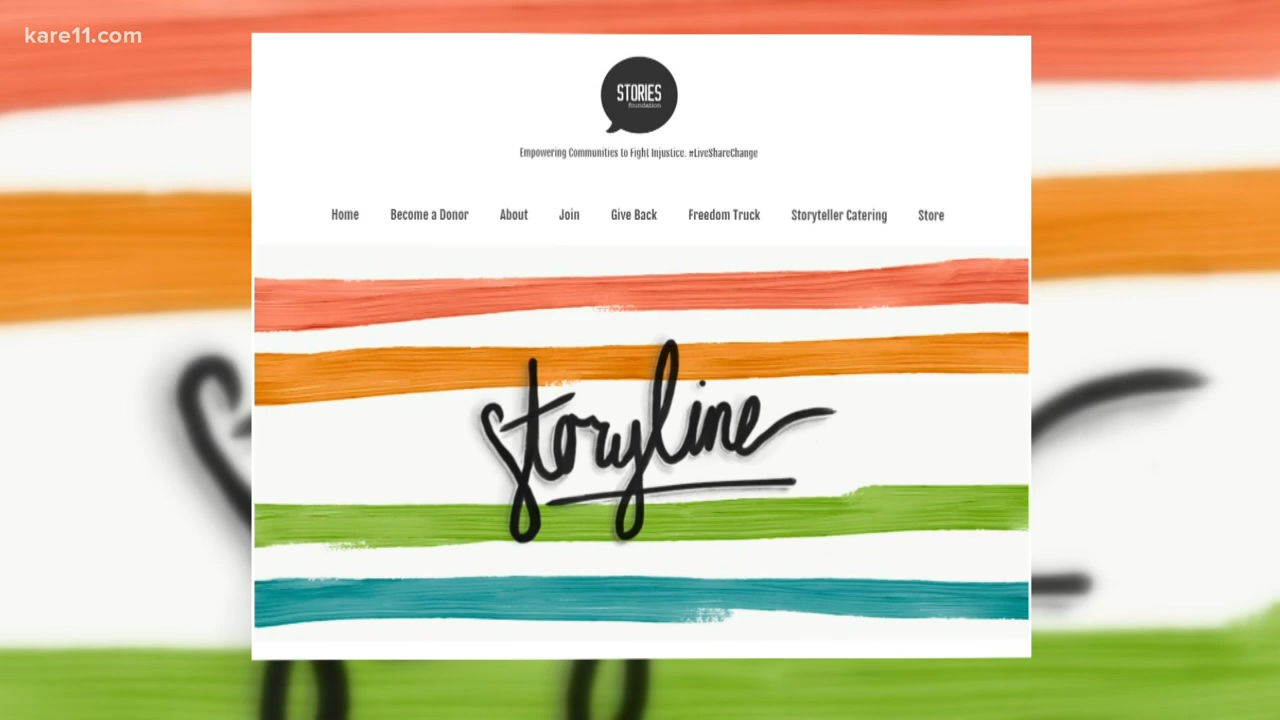 kare11.com
STORIES
foundation
Empowering Communities to Fight Injustice. #LiveShareChange
Home Become a Donor About Join Give Back Freedom Truck Storyteller Catering Store
storyline